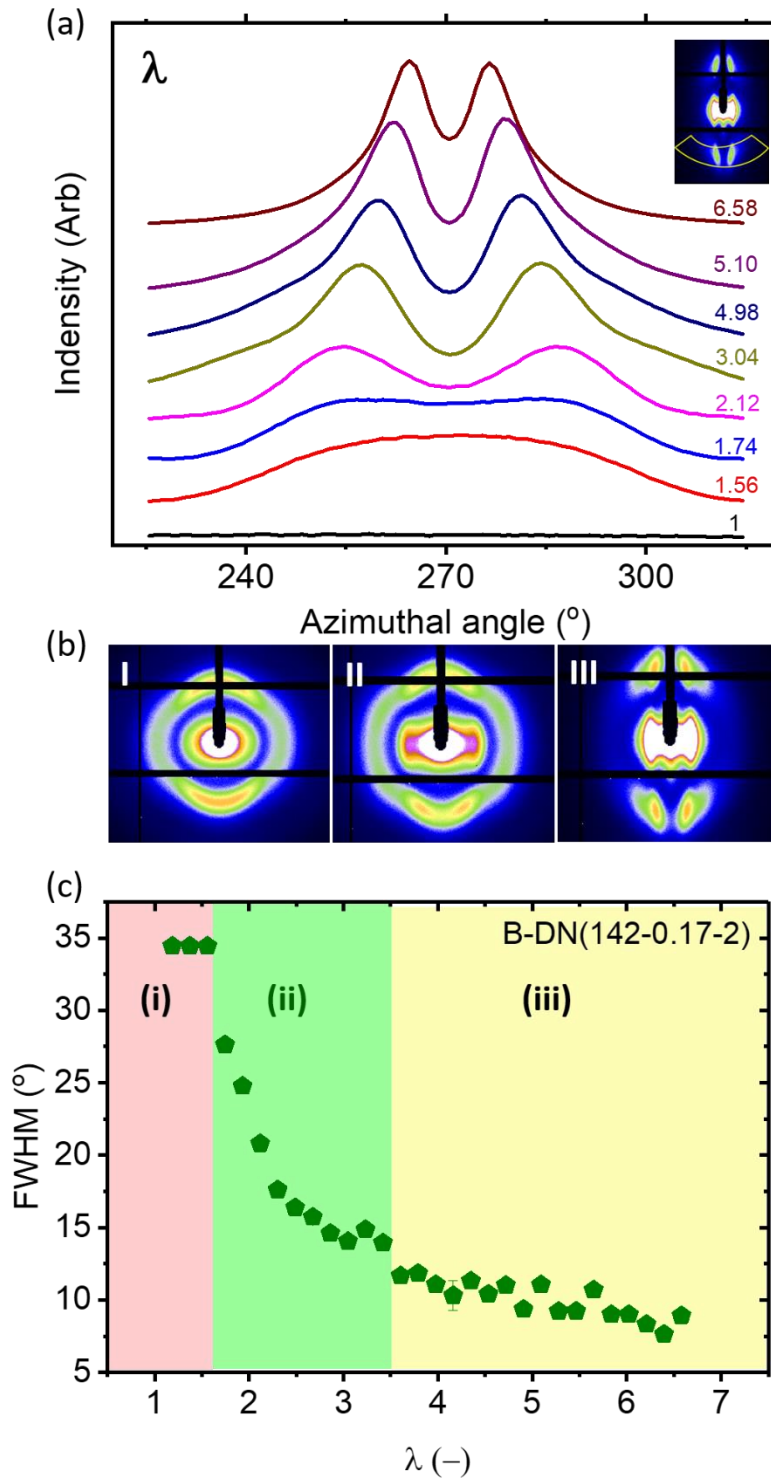 (a)
λ
6.58
5.10
4.98
3.04
2.12
1.74
1.56
1
Indensity (Arb)
240 270 300
Azimuthal angle (°)
(b)
I II III
(c)
B-DN(142-0.17-2)
(i) (ii) (iii)
35
30
25
20
15
10
5
FWHM (°)
1 2 3 4 5 6 7
λ (–)